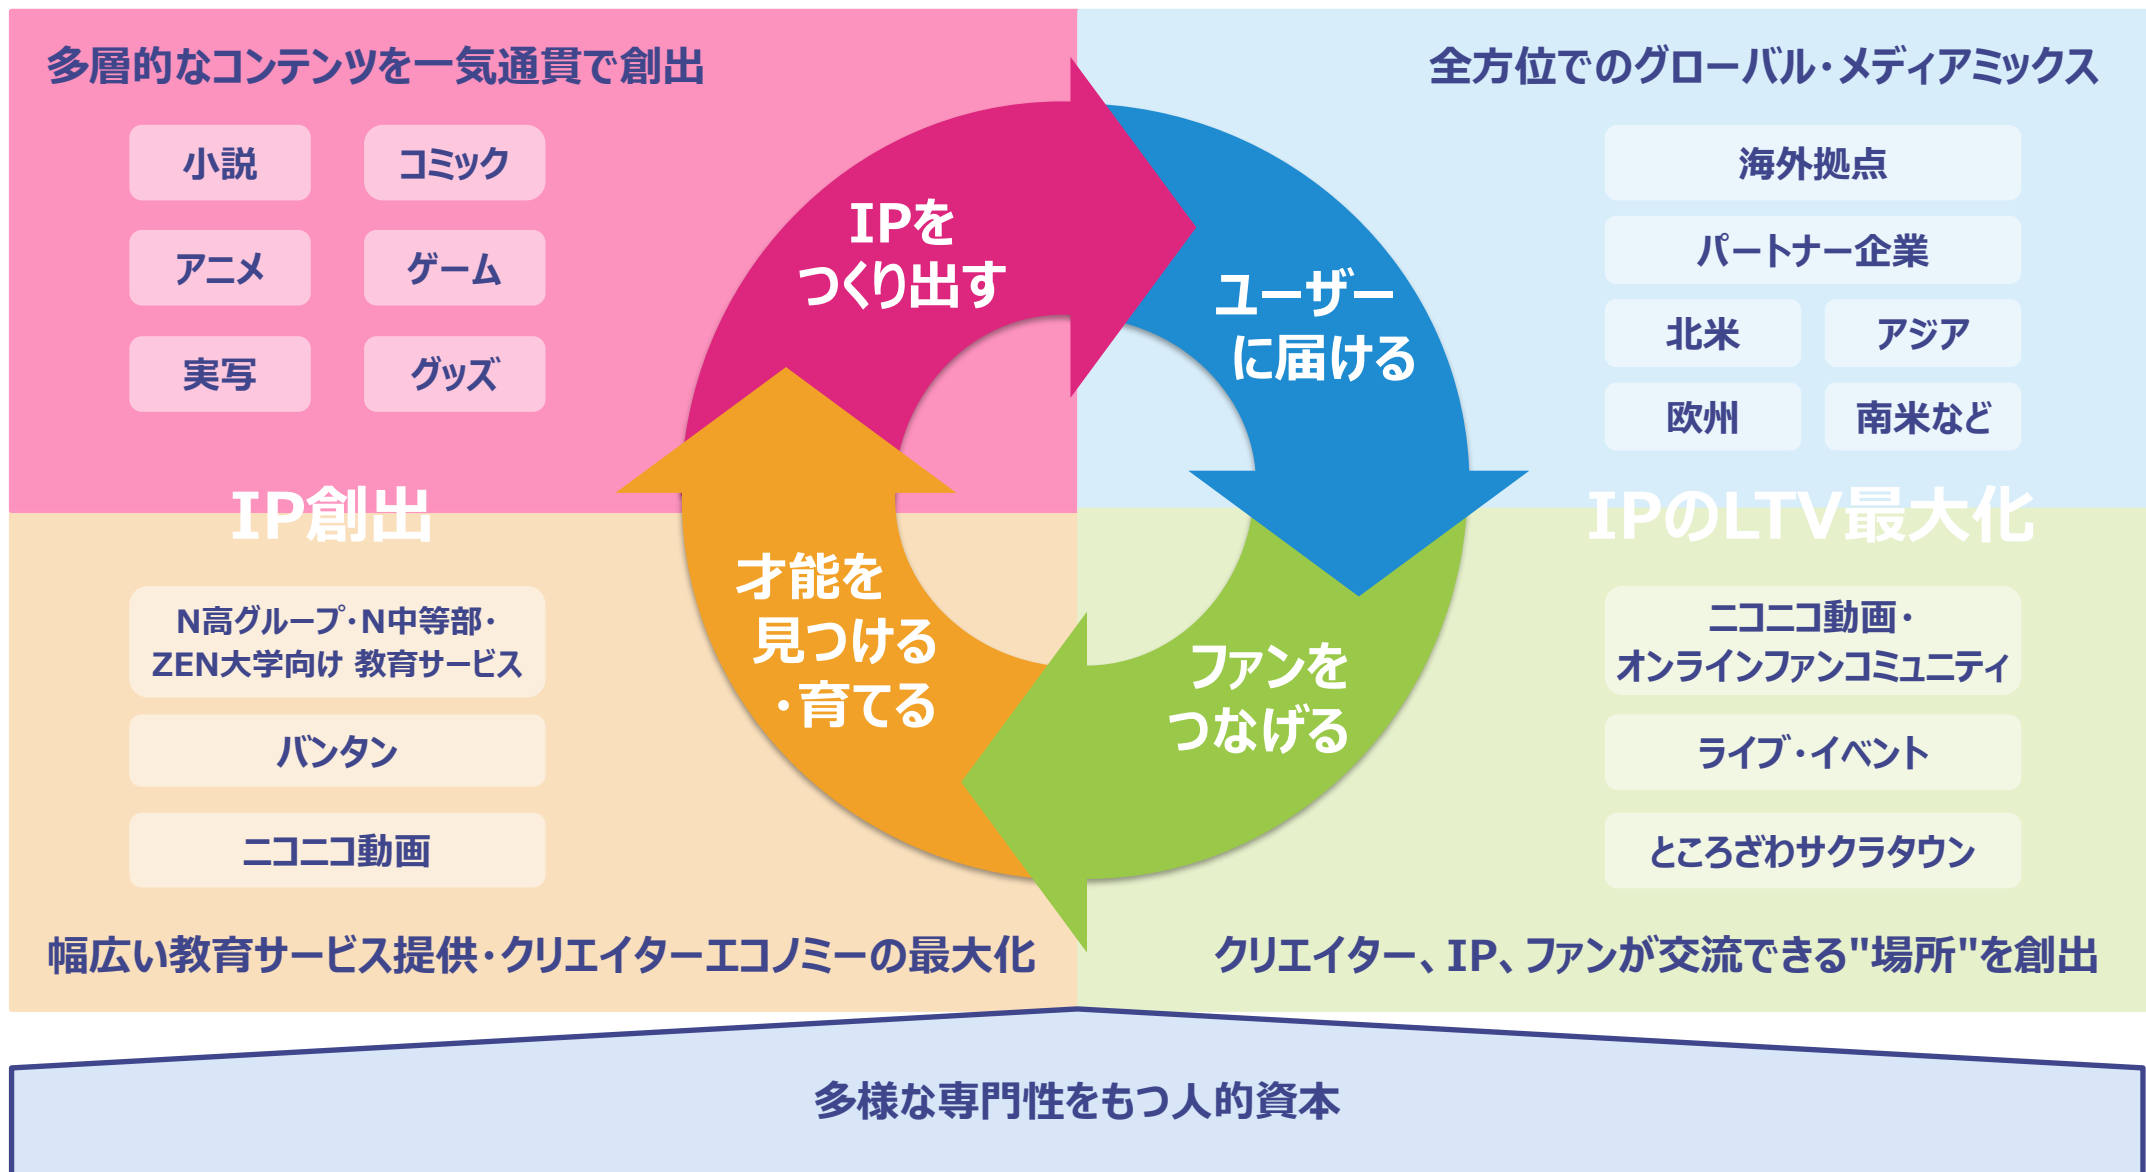 多層的なコンテンツを一気通貫で創出
小説
コミック
アニメ
ゲーム
実写
グッズ
IP創出
全方位でのグローバル・メディアミックス
海外拠点
パートナー企業
北米
アジア
欧州
南米など
IPのLTV最大化
IPを
つくり出す
ユーザー
に届ける
ファンを
つなげる
才能を
見つける
・育てる
N高グループ・N中等部・
ZEN大学向け 教育サービス
バンタン
ニコニコ動画
幅広い教育サービス提供・クリエイターエコノミーの最大化
ニコニコ動画・
オンラインファンコミュニティ
ライブ・イベント
ところざわサクラタウン
クリエイター、IP、ファンが交流できる"場所"を創出
多様な専門性をもつ人的資本